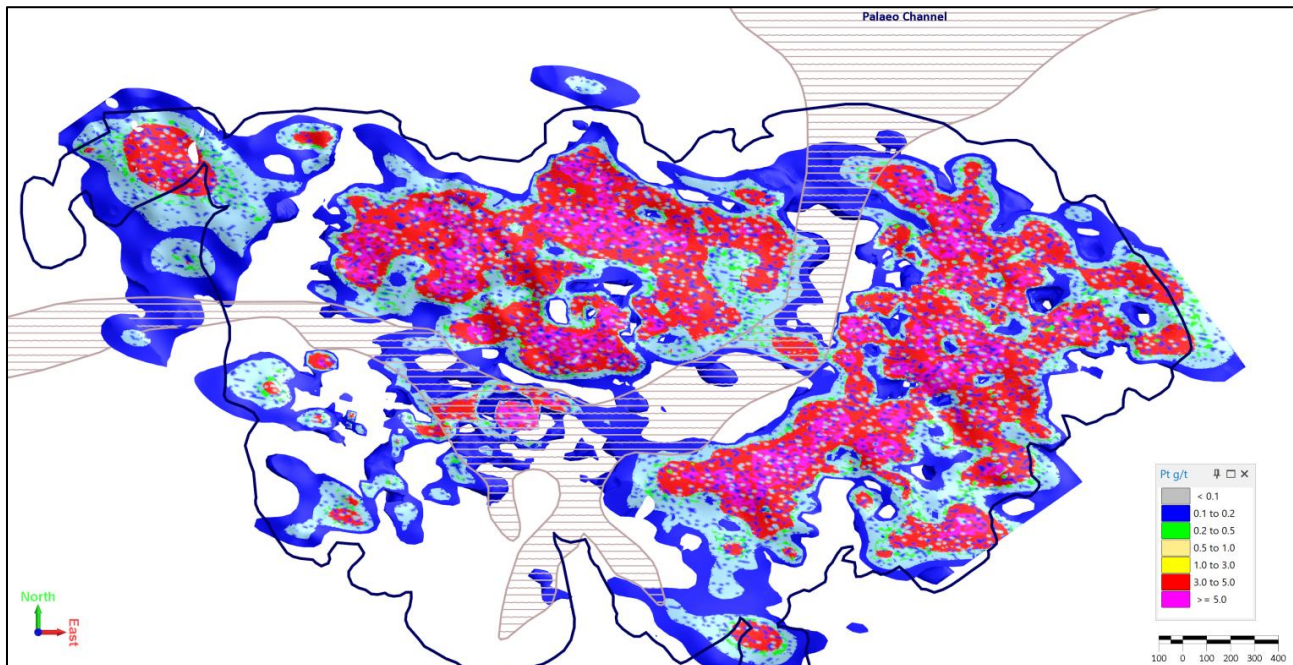 Palaeo Channel
Pt g/t
< 0.1
0.1 to 0.2
0.2 to 0.5
0.5 to 1.0
1.0 to 3.0
3.0 to 5.0
>= 5.0
North
East
100 0 100 200 300 400